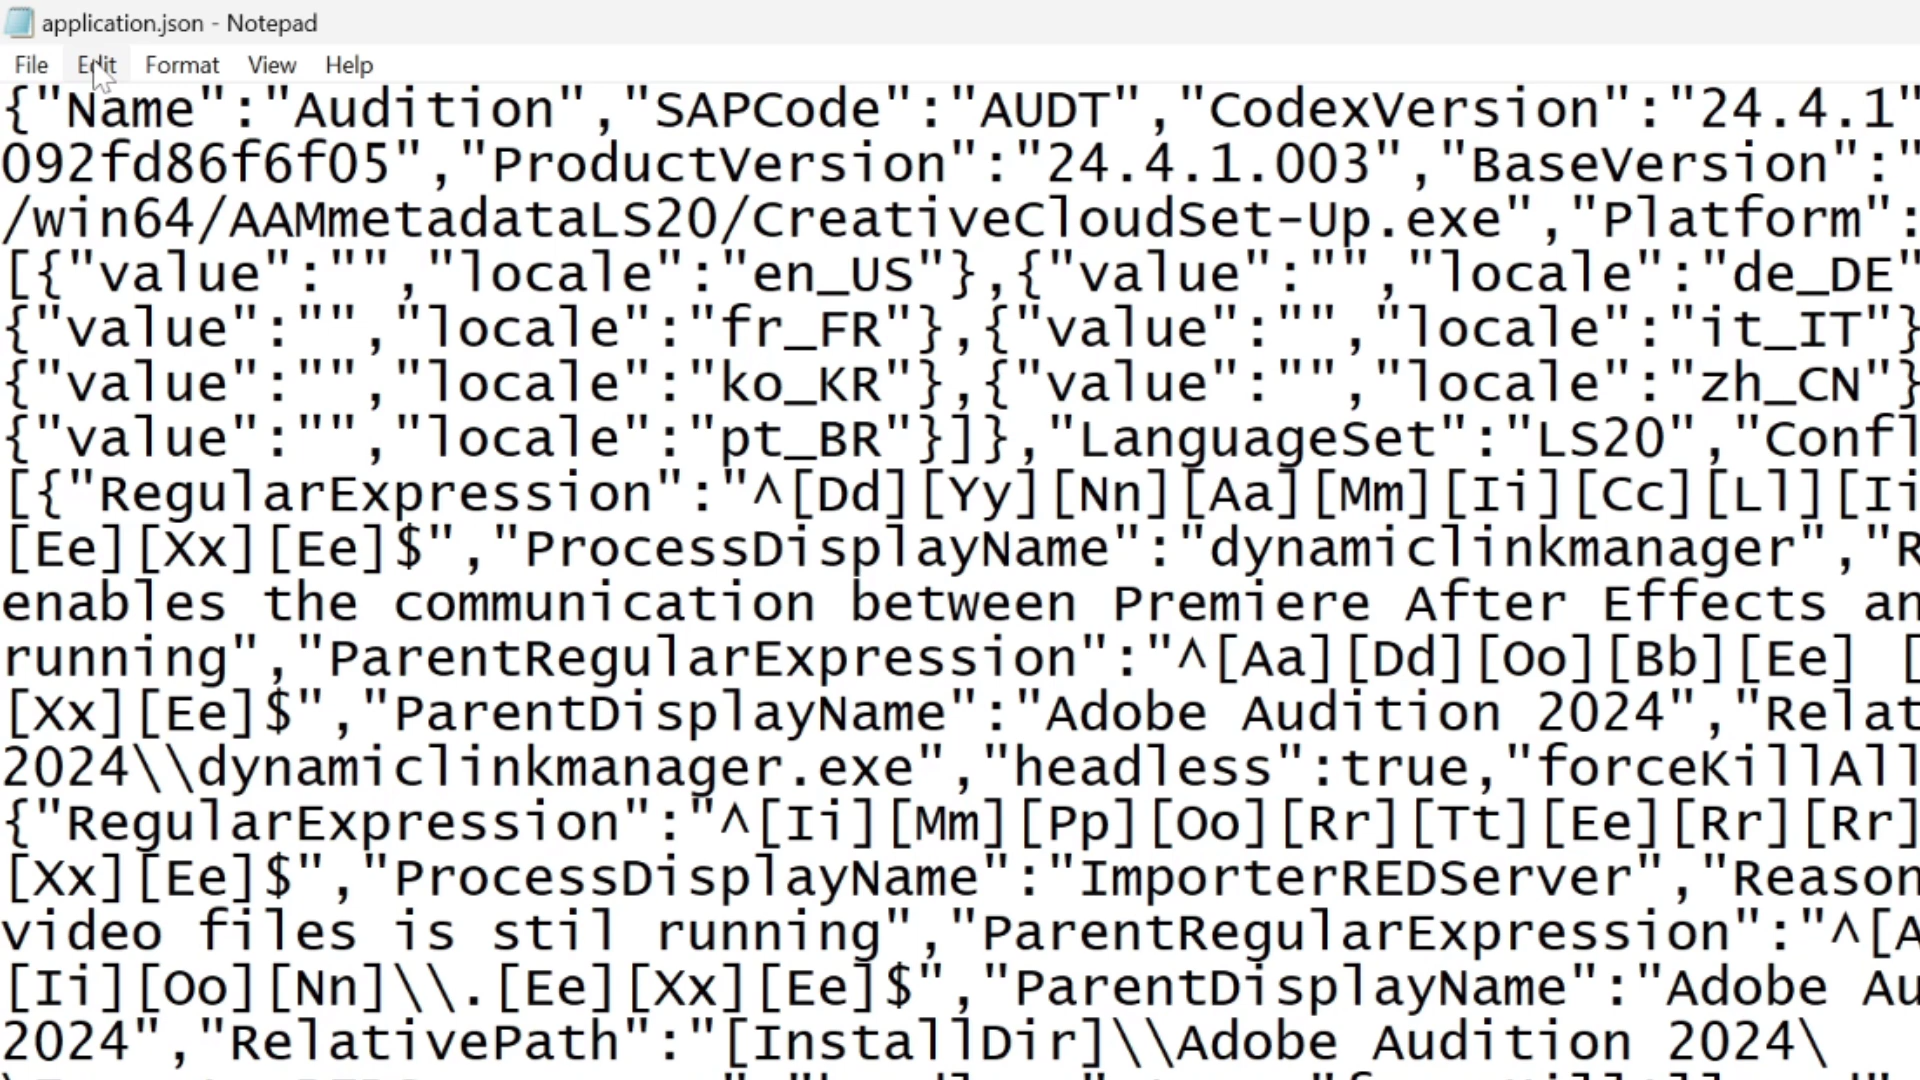 application.json - Notepad
File Edit Format View Help
{"Name":"Audition","SAPCode":"AUDT","CodexVersion":"24.4.1"
092fd86f6f05","ProductVersion":"24.4.1.003","BaseVersion":"
/win64/AAMmetadataLS20/CreativeCloudSet-Up.exe","Platform":
[{"value":"","locale":"en_US"},{"value":"","locale":"de_DE"
{"value":"","locale":"fr_FR"},{"value":"","locale":"it_IT"}
{"value":"","locale":"ko_KR"},{"value":"","locale":"zh_CN"}
{"value":"","locale":"pt_BR"}]},"LanguageSet":"LS20","Confl
[{"RegularExpression":"^[Dd][Yy][Nn][Aa][Mm][Ii][Cc][Ll][Ii
[Ee][Xx][Ee]$","ProcessDisplayName":"dynamiclinkmanager","R
enables the communication between Premiere After Effects an
running","ParentRegularExpression":"^[Aa][Dd][Oo][Bb][Ee] [
[Xx][Ee]$","ParentDisplayName":"Adobe Audition 2024","Relat
2024\\dynamiclinkmanager.exe","headless":true,"forceKillAll
{"RegularExpression":"^[Ii][Mm][Pp][Oo][Rr][Tt][Ee][Rr][Rr]
[Xx][Ee]$","ProcessDisplayName":"ImporterREDServer","Reason
video files is stil running","ParentRegularExpression":"^[A
[Ii][Oo][Nn]\\.[Ee][Xx][Ee]$","ParentDisplayName":"Adobe Au
2024","RelativePath":"[InstallDir]\\Adobe Audition 2024\